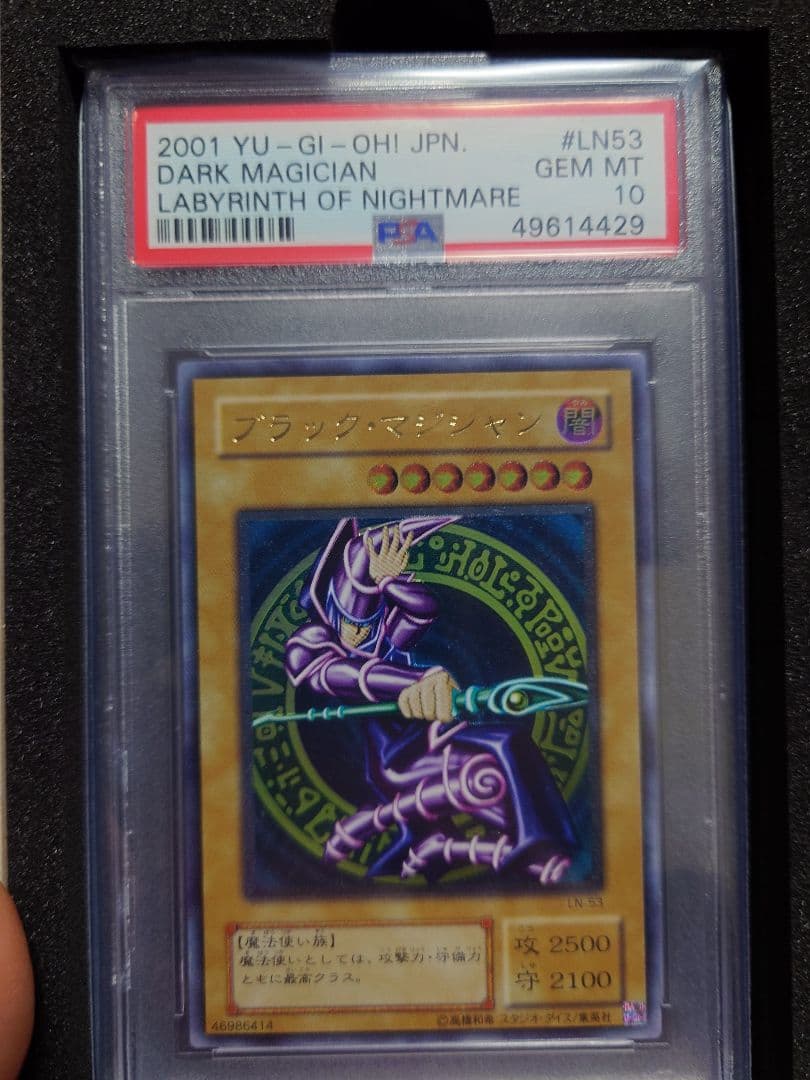 2001 YU-GI-OH! JPN. #LN53
DARK MAGICIAN GEM MT
LABYRINTH OF NIGHTMARE 10
PSA 49614429
ブラック・マジシャン
闇
LN-53
【魔法使い族】
魔法使いとしては、攻撃力・守備力
ともに最高クラス。
攻 2500
守 2100
46986414 ©高橋和希 スタジオ・ダイス/集英社